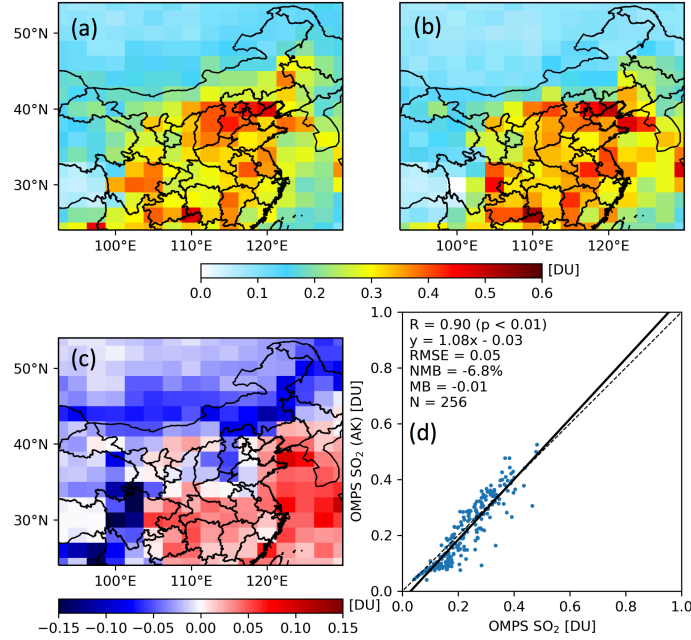 (a)
(b)
50°N
40°N
30°N
100°E 110°E 120°E
50°N
40°N
30°N
100°E 110°E 120°E
[DU]
0.0 0.1 0.2 0.3 0.4 0.5 0.6
(c)
50°N
40°N
30°N
100°E 110°E 120°E
[DU]
−0.15 −0.10 −0.05 0.00 0.05 0.10 0.15
R = 0.90 (p < 0.01)
y = 1.08x - 0.03
RMSE = 0.05
NMB = -6.8%
MB = -0.01
N = 256
(d)
OMPS SO₂ (AK) [DU]
1.0
0.8
0.6
0.4
0.2
0.0
0.0 0.2 0.4 0.6 0.8 1.0
OMPS SO₂ [DU]